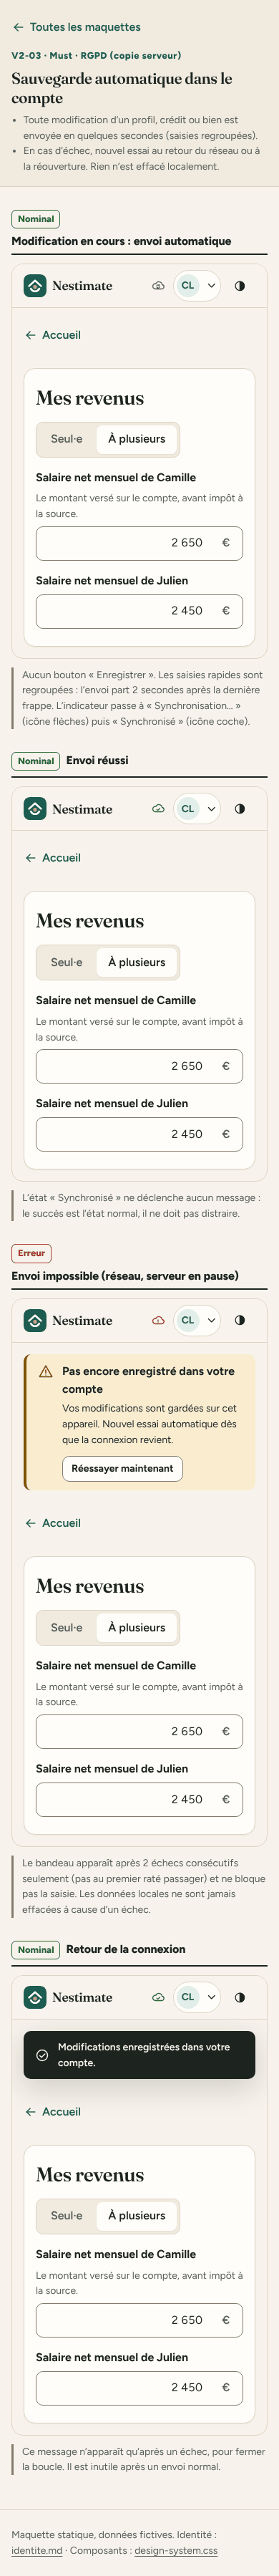 ← Toutes les maquettes
V2-03 · Must · RGPD (copie serveur)
Sauvegarde automatique dans le
compte
• Toute modification d'un profil, crédit ou bien est
envoyée en quelques secondes (saisies regroupées).
• En cas d'échec, nouvel essai au retour du réseau ou à
la réouverture. Rien n'est effacé localement.
Nominal
Modification en cours : envoi automatique
Nestimate CL
← Accueil
Mes revenus
Seul·e À plusieurs
Salaire net mensuel de Camille
Le montant versé sur le compte, avant impôt à
la source.
2 650 €
Salaire net mensuel de Julien
2 450 €
Aucun bouton « Enregistrer ». Les saisies rapides sont
regroupées : l'envoi part 2 secondes après la dernière
frappe. L'indicateur passe à « Synchronisation… »
(icône flèches) puis « Synchronisé » (icône coche).
Nominal Envoi réussi
Nestimate CL
← Accueil
Mes revenus
Seul·e À plusieurs
Salaire net mensuel de Camille
Le montant versé sur le compte, avant impôt à
la source.
2 650 €
Salaire net mensuel de Julien
2 450 €
L'état « Synchronisé » ne déclenche aucun message :
le succès est l'état normal, il ne doit pas distraire.
Erreur
Envoi impossible (réseau, serveur en pause)
Nestimate CL
Pas encore enregistré dans votre
compte
Vos modifications sont gardées sur cet
appareil. Nouvel essai automatique dès
que la connexion revient.
Réessayer maintenant
← Accueil
Mes revenus
Seul·e À plusieurs
Salaire net mensuel de Camille
Le montant versé sur le compte, avant impôt à
la source.
2 650 €
Salaire net mensuel de Julien
2 450 €
Le bandeau apparaît après 2 échecs consécutifs
seulement (pas au premier raté passager) et ne bloque
pas la saisie. Les données locales ne sont jamais
effacées à cause d'un échec.
Nominal Retour de la connexion
Nestimate CL
Modifications enregistrées dans votre
compte.
← Accueil
Mes revenus
Seul·e À plusieurs
Salaire net mensuel de Camille
Le montant versé sur le compte, avant impôt à
la source.
2 650 €
Salaire net mensuel de Julien
2 450 €
Ce message n'apparaît qu'après un échec, pour fermer
la boucle. Il est inutile après un envoi normal.
Maquette statique, données fictives. Identité :
identite.md · Composants : design-system.css